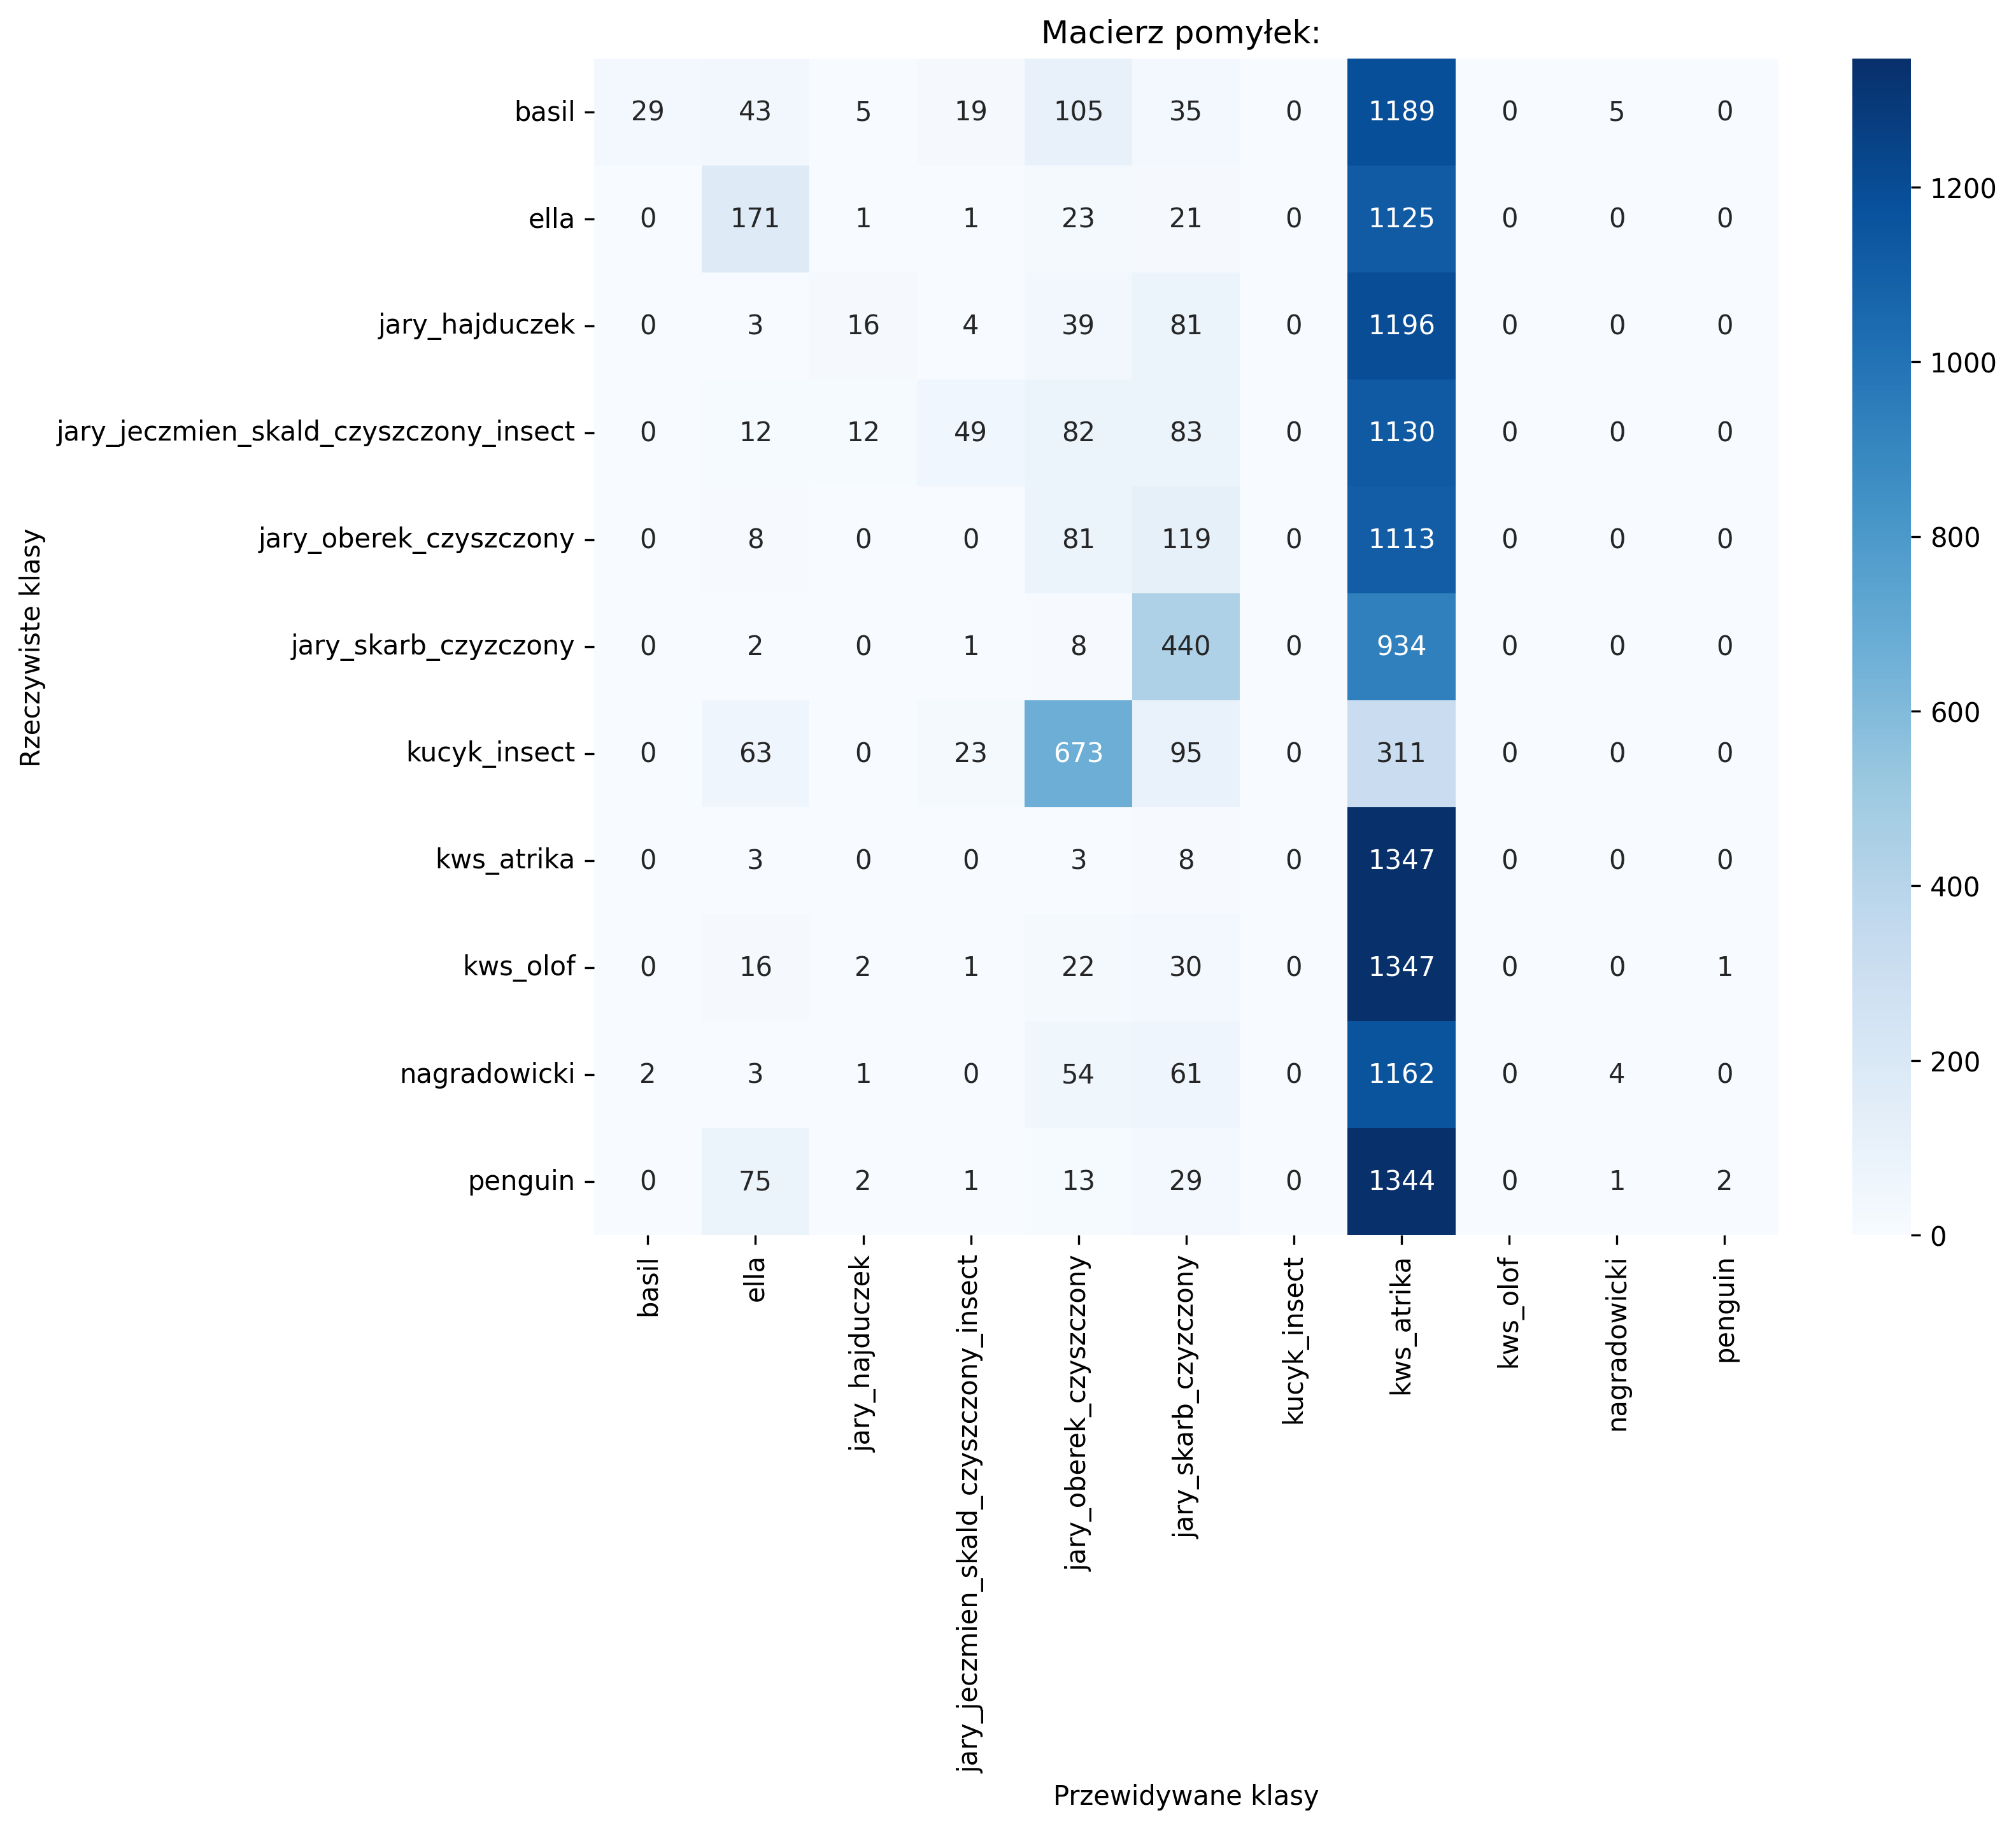 Macierz pomyłek:
Rzeczywiste klasy
basil 29 43 5 19 105 35 0 1189 0 5 0
ella 0 171 1 1 23 21 0 1125 0 0 0
jary_hajduczek 0 3 16 4 39 81 0 1196 0 0 0
jary_jeczmien_skald_czyszczony_insect 0 12 12 49 82 83 0 1130 0 0 0
jary_oberek_czyszczony 0 8 0 0 81 119 0 1113 0 0 0
jary_skarb_czyzczony 0 2 0 1 8 440 0 934 0 0 0
kucyk_insect 0 63 0 23 673 95 0 311 0 0 0
kws_atrika 0 3 0 0 3 8 0 1347 0 0 0
kws_olof 0 16 2 1 22 30 0 1347 0 0 1
nagradowicki 2 3 1 0 54 61 0 1162 0 4 0
penguin 0 75 2 1 13 29 0 1344 0 1 2
basil
ella
jary_hajduczek
jary_jeczmien_skald_czyszczony_insect
jary_oberek_czyszczony
jary_skarb_czyzczony
kucyk_insect
kws_atrika
kws_olof
nagradowicki
penguin
Przewidywane klasy
1200
1000
800
600
400
200
0